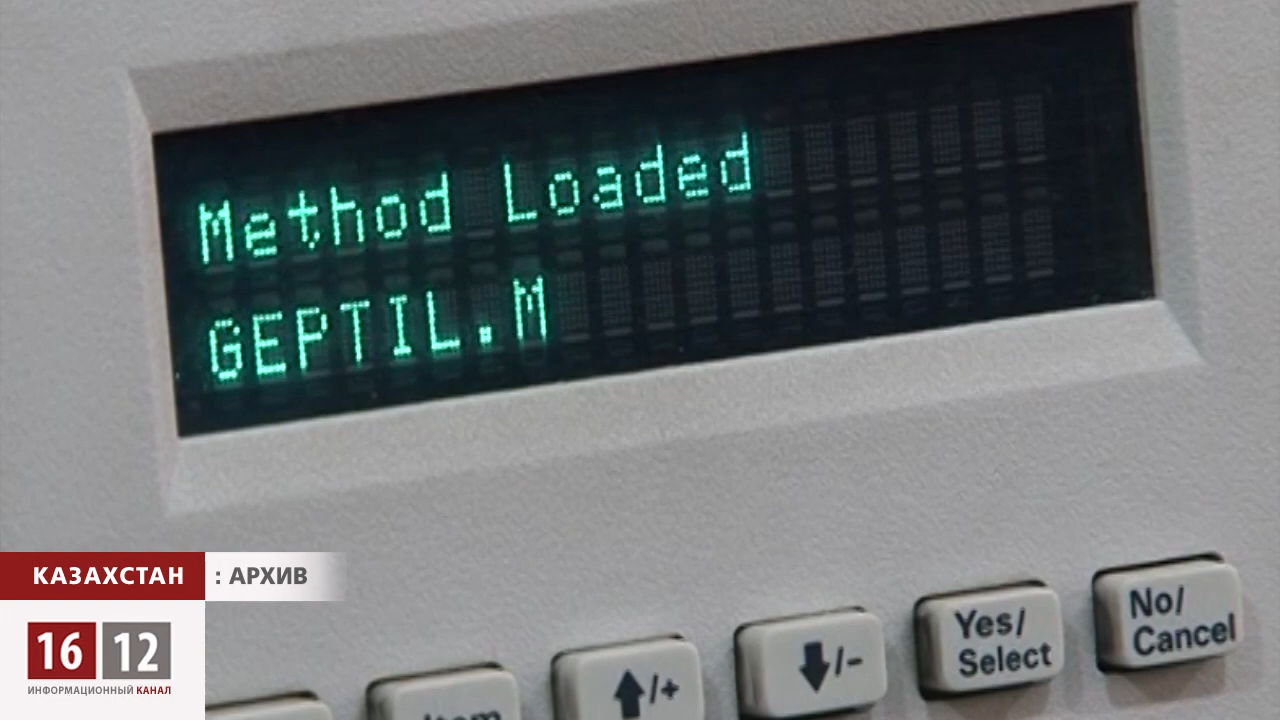 Method Loaded
GEPTIL.M
КАЗАХСТАН : АРХИВ
16 12
ИНФОРМАЦИОННЫЙ КАНАЛ
/+
/-
Yes/
Select
No/
Cancel